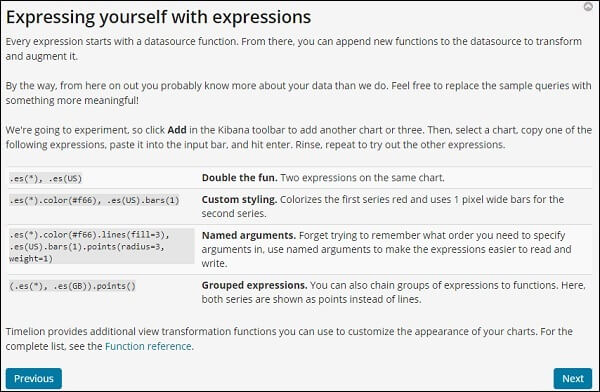 Expressing yourself with expressions
Every expression starts with a datasource function. From there, you can append new functions to the datasource to transform
and augment it.
By the way, from here on out you probably know more about your data than we do. Feel free to replace the sample queries with
something more meaningful!
We're going to experiment, so click Add in the Kibana toolbar to add another chart or three. Then, select a chart, copy one of the
following expressions, paste it into the input bar, and hit enter. Rinse, repeat to try out the other expressions.
.es(*), .es(US)
Double the fun. Two expressions on the same chart.
.es(*).color(#f66), .es(US).bars(1)
Custom styling. Colorizes the first series red and uses 1 pixel wide bars for
the second series.
.es(*).color(#f66).lines(fill=3),
.es(US).bars(1).points(radius=3,
weight=1)
Named arguments. Forget trying to remember what order you need to specify
arguments in, use named arguments to make the expressions easier to read and
write.
(.es(*), .es(GB)).points()
Grouped expressions. You can also chain groups of expressions to functions. Here,
both series are shown as points instead of lines.
Timelion provides additional view transformation functions you can use to customize the appearance of your charts. For the
complete list, see the Function reference.
Previous
Next